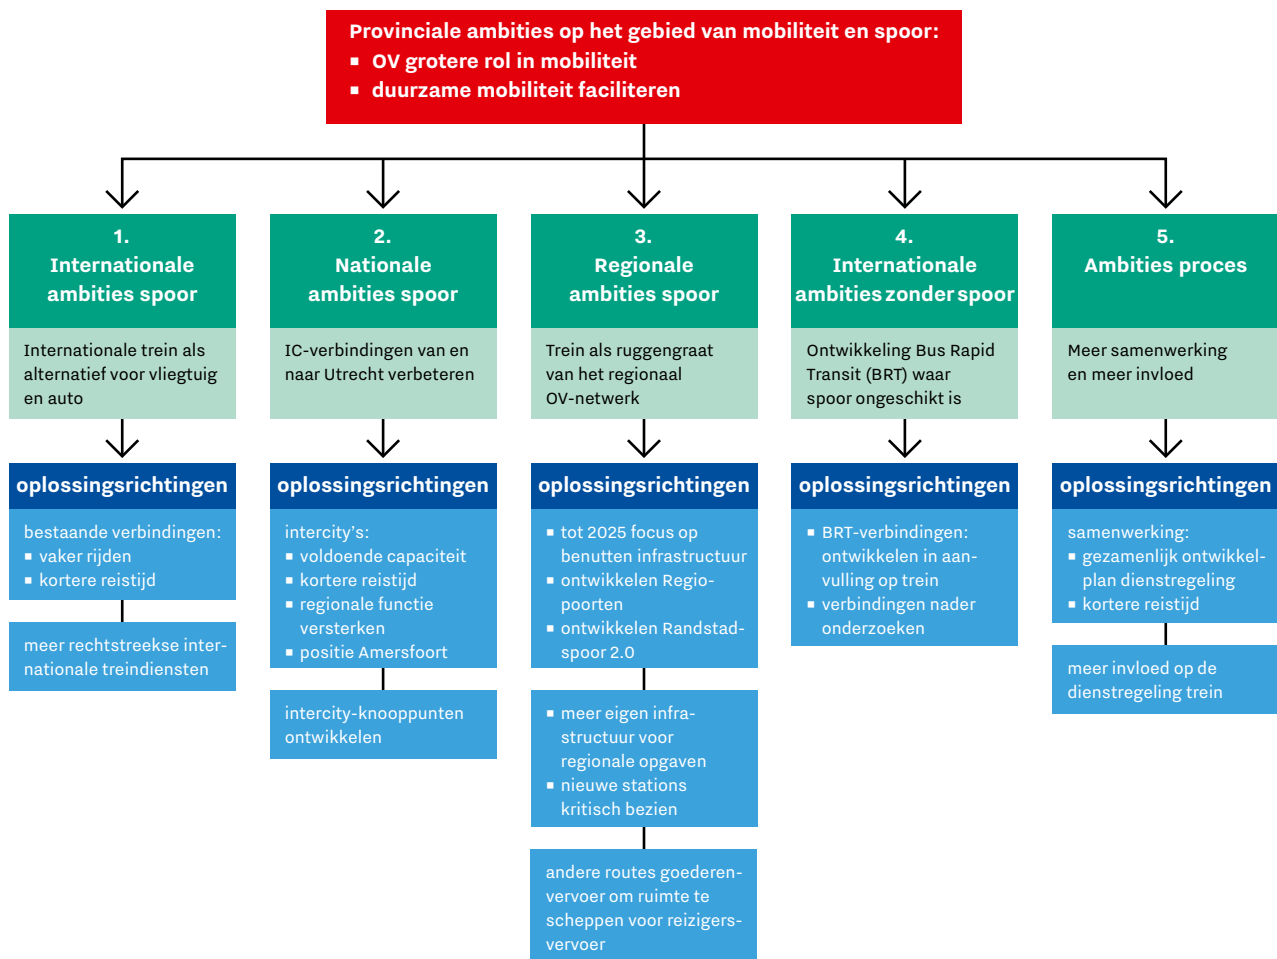 Provinciale ambities op het gebied van mobiliteit en spoor:
▪ OV grotere rol in mobiliteit
▪ duurzame mobiliteit faciliteren
1.
Internationale
ambities spoor
Internationale trein als
alternatief voor vliegtuig
en auto
oplossingsrichtingen
bestaande verbindingen:
▪ vaker rijden
▪ kortere reistijd
meer rechtstreekse inter-
nationale treindiensten
2.
Nationale
ambities spoor
IC-verbindingen van en
naar Utrecht verbeteren
oplossingsrichtingen
intercity's:
▪ voldoende capaciteit
▪ kortere reistijd
▪ regionale functie
versterken
▪ positie Amersfoort
intercity-knooppunten
ontwikkelen
3.
Regionale
ambities spoor
Trein als ruggengraat
van het regionaal
OV-netwerk
oplossingsrichtingen
▪ tot 2025 focus op
benutten infrastructuur
▪ ontwikkelen Regio-
poorten
▪ ontwikkelen Randstad-
spoor 2.0
▪ meer eigen infra-
structuur voor
regionale opgaven
▪ nieuwe stations
kritisch bezien
andere routes goederen-
vervoer om ruimte te
scheppen voor reizigers-
vervoer
4.
Internationale
ambities zonder spoor
Ontwikkeling Bus Rapid
Transit (BRT) waar
spoor ongeschikt is
oplossingsrichtingen
▪ BRT-verbindingen:
ontwikkelen in aan-
vulling op trein
▪ verbindingen nader
onderzoeken
5.
Ambities proces
Meer samenwerking
en meer invloed
oplossingsrichtingen
samenwerking:
▪ gezamenlijk ontwikkel-
plan dienstregeling
▪ kortere reistijd
meer invloed op de
dienstregeling trein